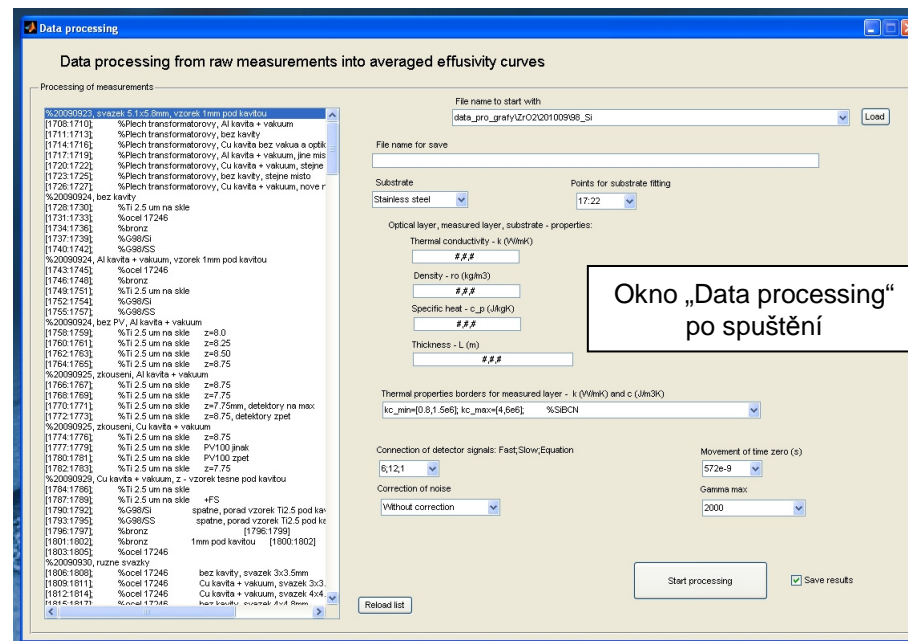 Data processing
Data processing from raw measurements into averaged effusivity curves
Processing of measurements
%20090923, svazek 5.1x5.8mm, vzorek 1mm pod kavitou
[1708:1710]; %Plech transformatorovy, Al kavita + vakuum
[1711:1713]; %Plech transformatorovy, bez kavity
[1714:1716]; %Plech transformatorovy, Cu kavita bez vakua a optik
[1717:1719]; %Plech transformatorovy, Al kavita + vakuum, jine mis
[1720:1722]; %Plech transformatorovy, Cu kavita + vakuum, stejne
[1723:1725]; %Plech transformatorovy, bez kavity, stejne misto
[1726:1727]; %Plech transformatorovy, Cu kavita + vakuum, nove r
%20090924, bez kavity
[1728:1730]; %Ti 2.5 um na skle
[1731:1733]; %ocel 17246
[1734:1736]; %bronz
[1737:1739]; %G98/Si
[1740:1742]; %G98/SS
%20090924, Al kavita + vakuum, vzorek 1mm pod kavitou
[1743:1745]; %ocel 17246
[1746:1748]; %bronz
[1749:1751]; %Ti 2.5 um na skle
[1752:1754]; %G98/Si
[1755:1757]; %G98/SS
%20090924, bez PV, Al kavita + vakuum
[1758:1759]; %Ti 2.5 um na skle z=8.0
[1760:1761]; %Ti 2.5 um na skle z=8.25
[1762:1763]; %Ti 2.5 um na skle z=8.50
[1764:1765]; %Ti 2.5 um na skle z=8.75
%20090925, zkouseni, Al kavita + vakuum
[1766:1767]; %Ti 2.5 um na skle z=8.75
[1768:1769]; %Ti 2.5 um na skle z=7.75
[1770:1771]; %Ti 2.5 um na skle z=7.75mm, detektory na max
[1772:1773]; %Ti 2.5 um na skle z=8.75, detektory zpet
%20090925, zkouseni, Cu kavita + vakuum
[1774:1776]; %Ti 2.5 um na skle z=8.75
[1777:1779]; %Ti 2.5 um na skle PV100 jinak
[1780:1781]; %Ti 2.5 um na skle PV100 zpet
[1782:1783]; %Ti 2.5 um na skle z=7.75
%20090929, Cu kavita + vakuum, z - vzorek tesne pod kavitou
[1784:1786]; %Ti 2.5 um na skle
[1787:1789]; %Ti 2.5 um na skle +FS
[1790:1792]; %G98/Si spatne, porad vzorek Ti2.5 pod kav
[1793:1795]; %G98/SS spatne, porad vzorek Ti2.5 pod ka
[1796:1797]; %bronz [1796:1799]
[1801:1802]; %bronz 1mm pod kavitou [1800:1802]
[1803:1805]; %ocel 17246
%20090930, ruzne svazky
[1806:1808]; %ocel 17246 bez kavity, svazek 3x3.5mm
[1809:1811]; %ocel 17246 Cu kavita + vakuum, svazek 3x3.
[1812:1814]; %ocel 17246 Cu kavita + vakuum, svazek 4x4.
[1815:1817]; %ocel 17246 bez kavity, svazek 4x4.8mm
Reload list
File name to start with
data_pro_grafy\ZrO2\201009\98_Si
Load
File name for save
Substrate
Stainless steel
Points for substrate fitting
17:22
Optical layer, measured layer, substrate - properties:
Thermal conductivity - k (W/mK)
#,#,#
Density - ro (kg/m3)
#,#,#
Specific heat - c_p (J/kgK)
#,#,#
Thickness - L (m)
#,#,#
Okno „Data processing“
po spuštění
Thermal properties borders for measured layer - k (W/mK) and c (J/m3K)
kc_min=[0.8,1.5e6]; kc_max=[4,6e6]; %SiBCN
Connection of detector signals: Fast;Slow;Equation
6;12;1
Movement of time zero (s)
572e-9
Correction of noise
Without correction
Gamma max
2000
Start processing
Save results